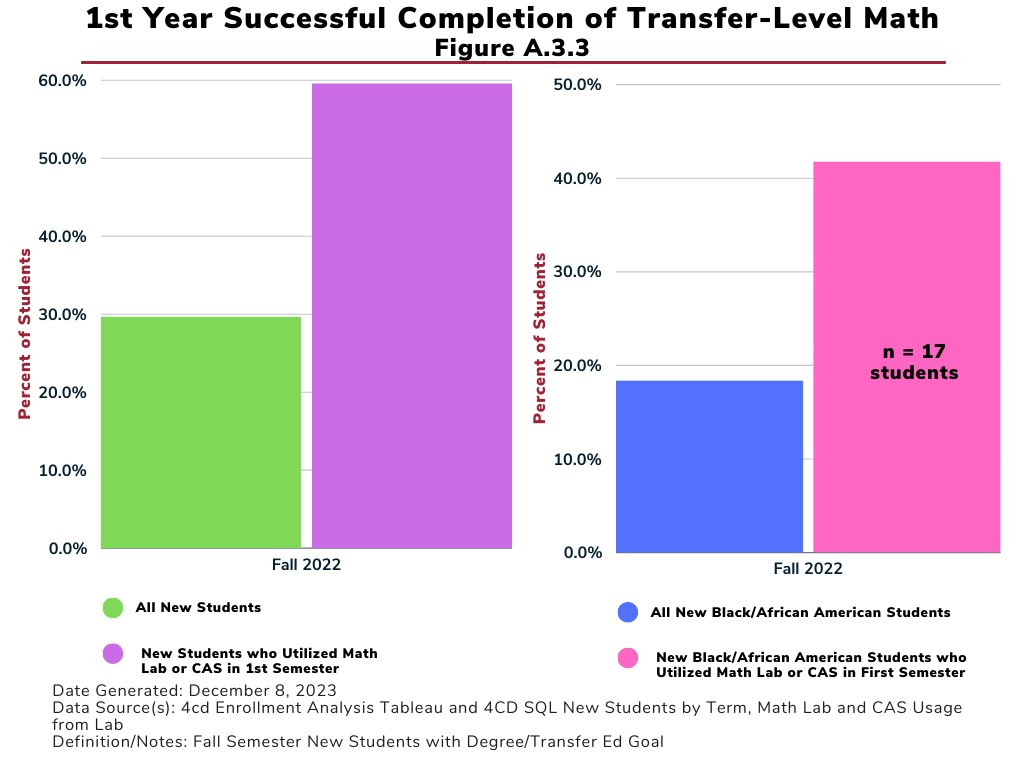 1st Year Successful Completion of Transfer-Level Math
Figure A.3.3
Percent of Students
60.0%
50.0%
40.0%
30.0%
20.0%
10.0%
0.0%
Fall 2022
All New Students
New Students who Utilized Math
Lab or CAS in 1st Semester
Percent of Students
50.0%
40.0%
30.0%
20.0%
10.0%
0.0%
n = 17
students
Fall 2022
All New Black/African American Students
New Black/African American Students who
Utilized Math Lab or CAS in First Semester
Date Generated: December 8, 2023
Data Source(s): 4cd Enrollment Analysis Tableau and 4CD SQL New Students by Term, Math Lab and CAS Usage
from Lab
Definition/Notes: Fall Semester New Students with Degree/Transfer Ed Goal